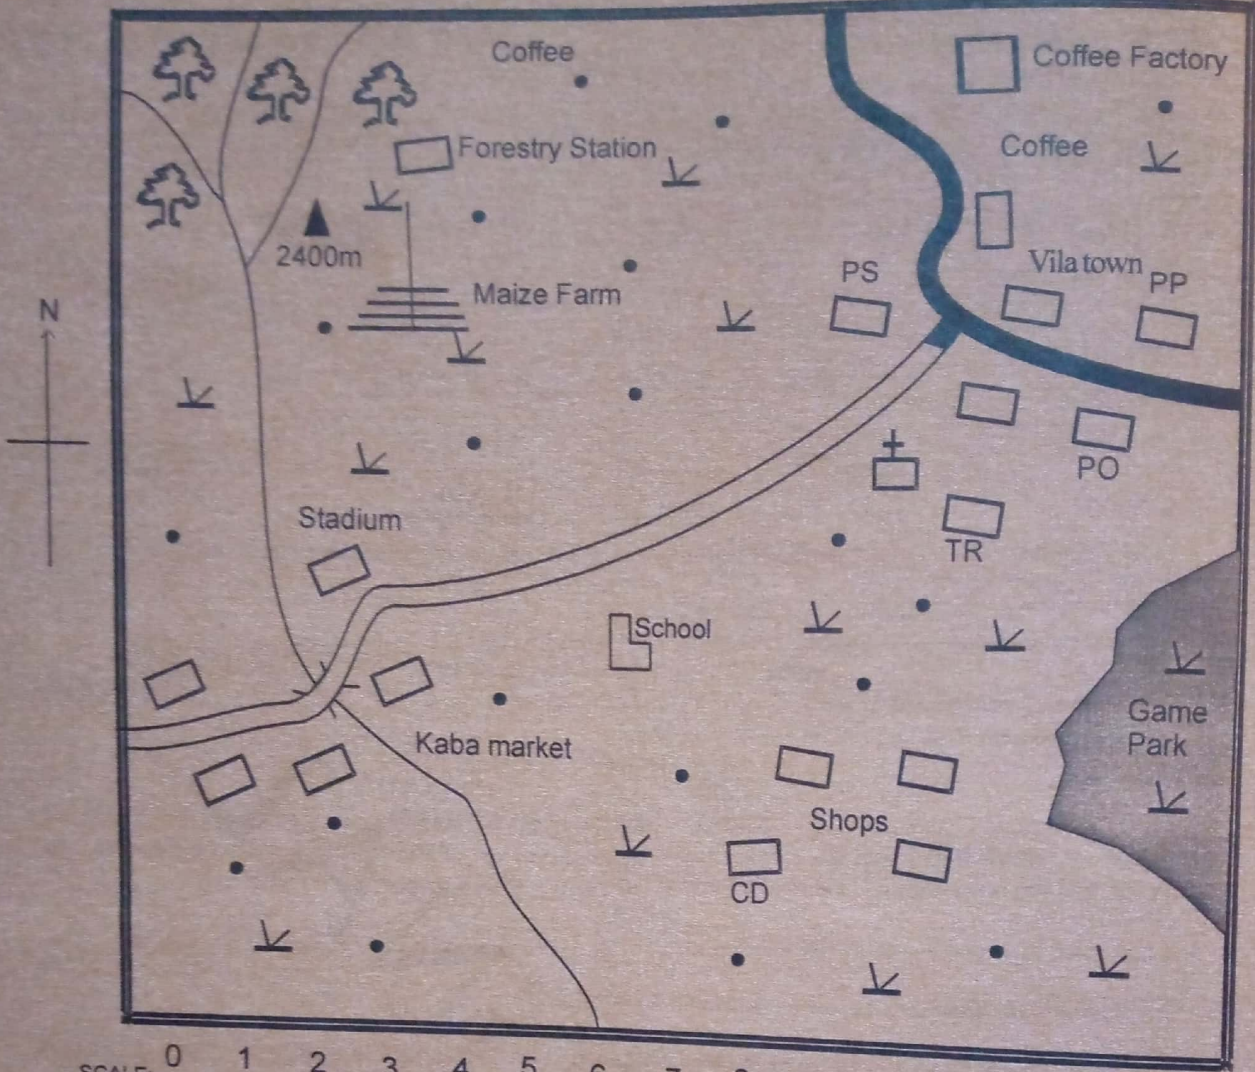 Coffee
Coffee Factory
Forestry Station
Coffee
2400m
Vila town
PS
PP
N
Maize Farm
PO
Stadium
TR
School
Game
Park
Kaba market
Shops
CD
0 1 2 3 4 5